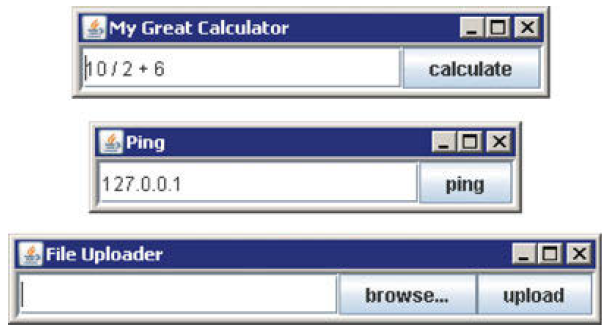 My Great Calculator
10 / 2 + 6 calculate
Ping
127.0.0.1 ping
File Uploader
browse... upload